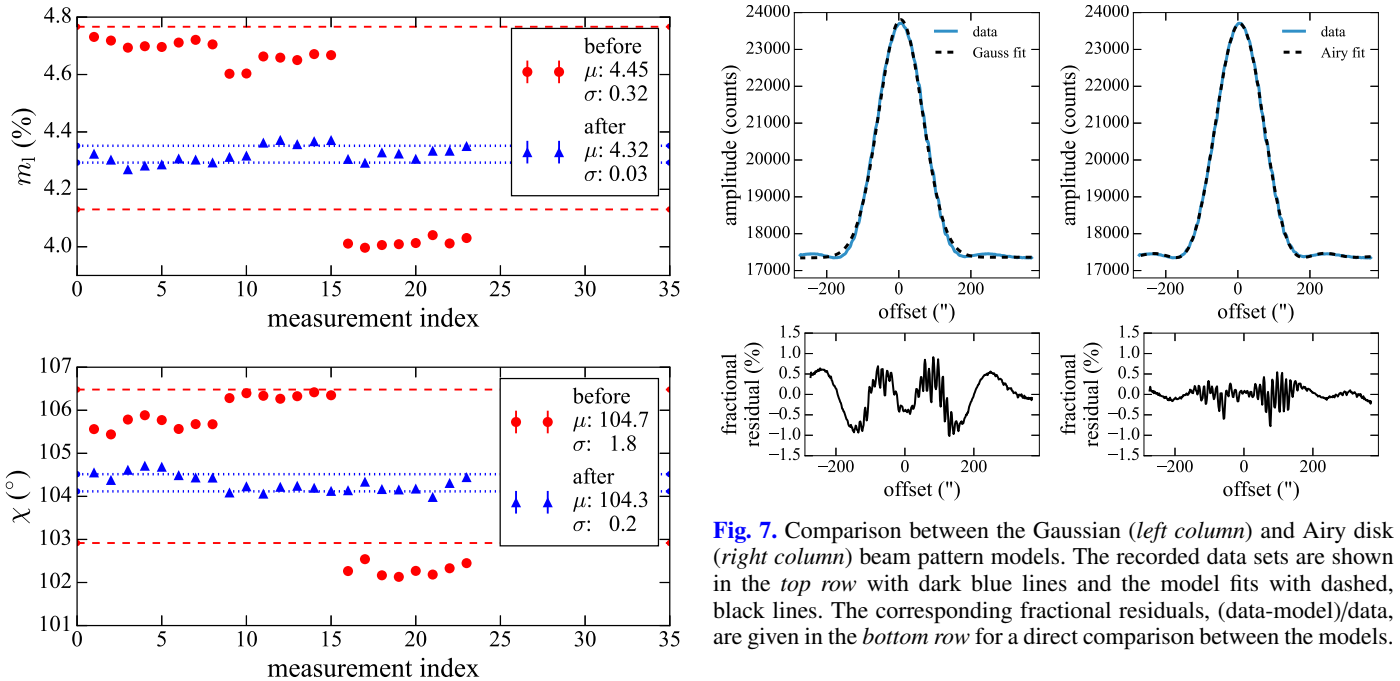 4.8
4.6
4.4
4.2
4.0
m_l (%)
before
μ: 4.45
σ: 0.32
after
μ: 4.32
σ: 0.03
0 5 10 15 20 25 30 35
measurement index
107
106
105
104
103
102
101
χ (°)
before
μ: 104.7
σ: 1.8
after
μ: 104.3
σ: 0.2
0 5 10 15 20 25 30 35
measurement index
24000
23000
22000
21000
20000
19000
18000
17000
amplitude (counts)
data
Gauss fit
−200 0 200
offset (")
24000
23000
22000
21000
20000
19000
18000
17000
amplitude (counts)
data
Airy fit
−200 0 200
offset (")
1.5
1.0
0.5
0.0
−0.5
−1.0
−1.5
fractional
residual (%)
−200 0 200
offset (")
1.5
1.0
0.5
0.0
−0.5
−1.0
−1.5
fractional
residual (%)
−200 0 200
offset (")
Fig. 7. Comparison between the Gaussian (left column) and Airy disk
(right column) beam pattern models. The recorded data sets are shown
in the top row with dark blue lines and the model fits with dashed,
black lines. The corresponding fractional residuals, (data-model)/data,
are given in the bottom row for a direct comparison between the models.